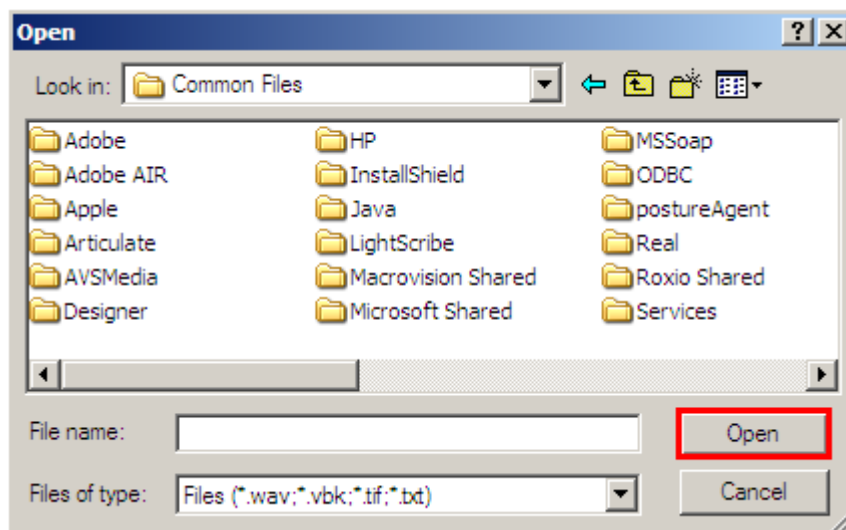 Open
Look in: Common Files
Adobe HP MSSoap
Adobe AIR InstallShield ODBC
Apple Java postureAgent
Articulate LightScribe Real
AVSMedia Macrovision Shared Roxio Shared
Designer Microsoft Shared Services
File name: Open
Files of type: Files (*.wav;*.vbk;*.tif;*.txt) Cancel